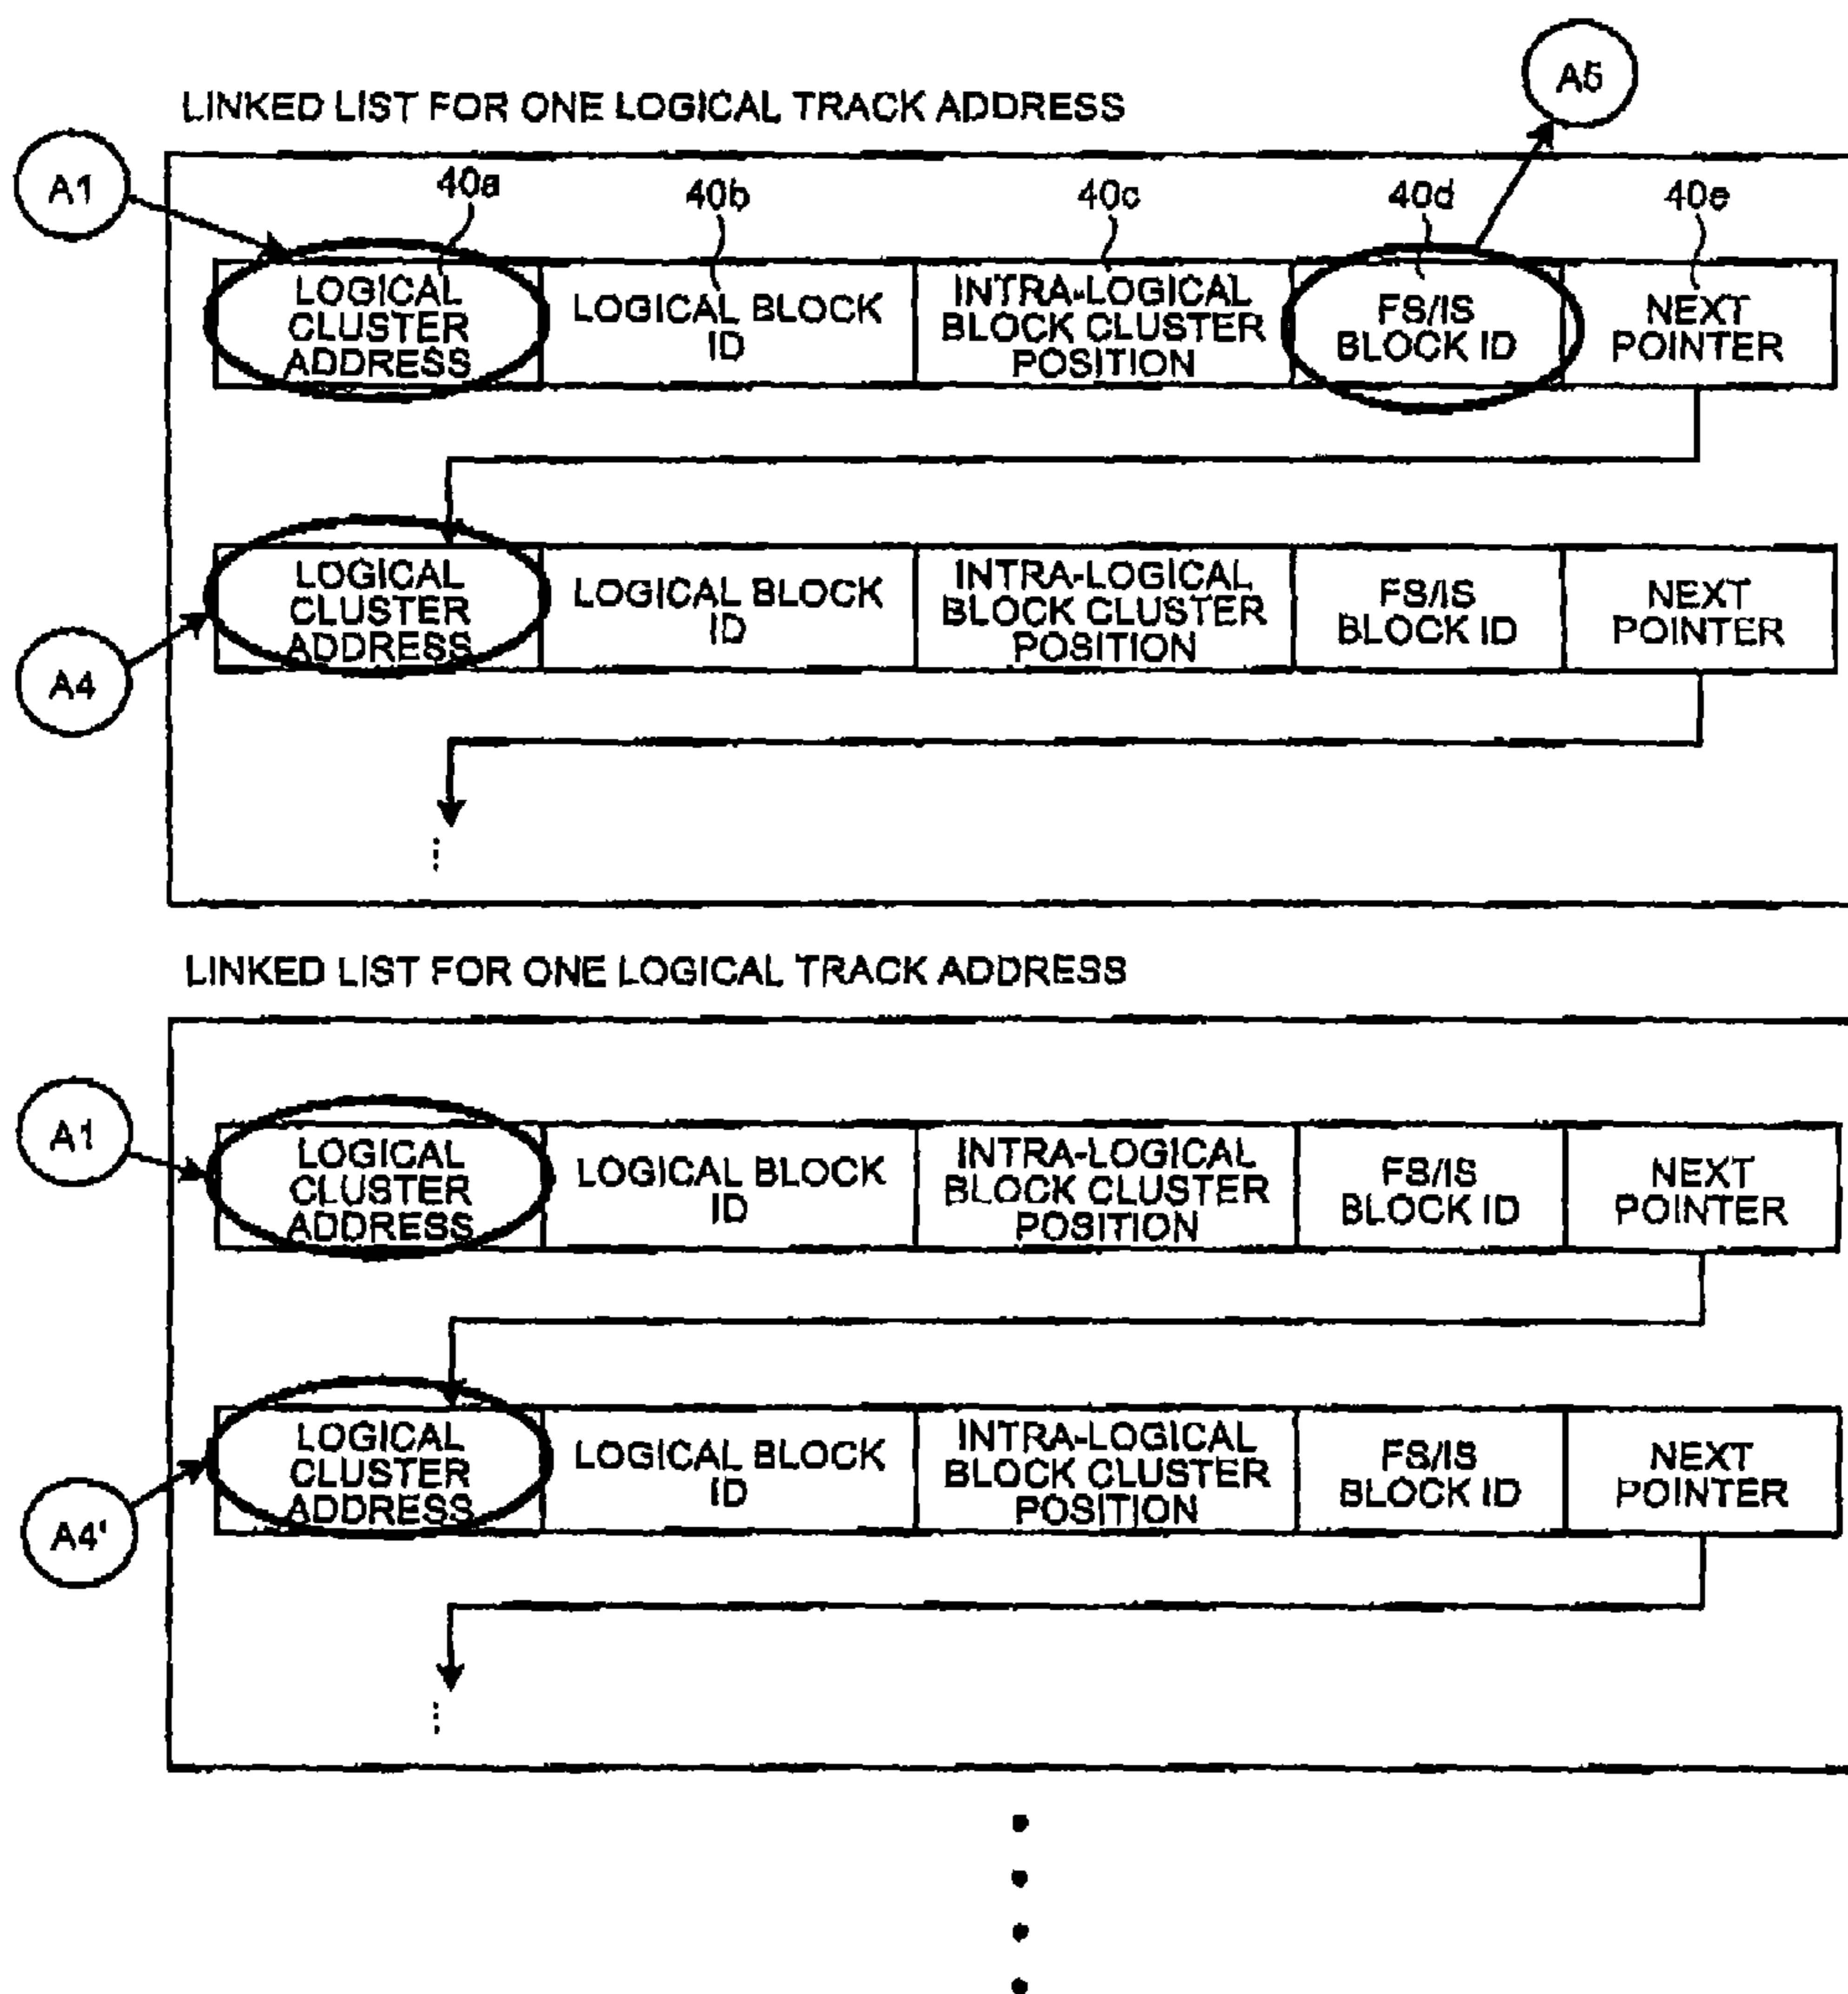 A5
LINKED LIST FOR ONE LOGICAL TRACK ADDRESS
A1
40a
40b
40c
40d
40e
LOGICAL
CLUSTER
ADDRESS
LOGICAL BLOCK
ID
INTRA-LOGICAL
BLOCK CLUSTER
POSITION
FS/IS
BLOCK ID
NEXT
POINTER
A4
LOGICAL
CLUSTER
ADDRESS
LOGICAL BLOCK
ID
INTRA-LOGICAL
BLOCK CLUSTER
POSITION
FS/IS
BLOCK ID
NEXT
POINTER
LINKED LIST FOR ONE LOGICAL TRACK ADDRESS
A1
LOGICAL
CLUSTER
ADDRESS
LOGICAL BLOCK
ID
INTRA-LOGICAL
BLOCK CLUSTER
POSITION
FS/IS
BLOCK ID
NEXT
POINTER
A4'
LOGICAL
CLUSTER
ADDRESS
LOGICAL BLOCK
ID
INTRA-LOGICAL
BLOCK CLUSTER
POSITION
FS/IS
BLOCK ID
NEXT
POINTER